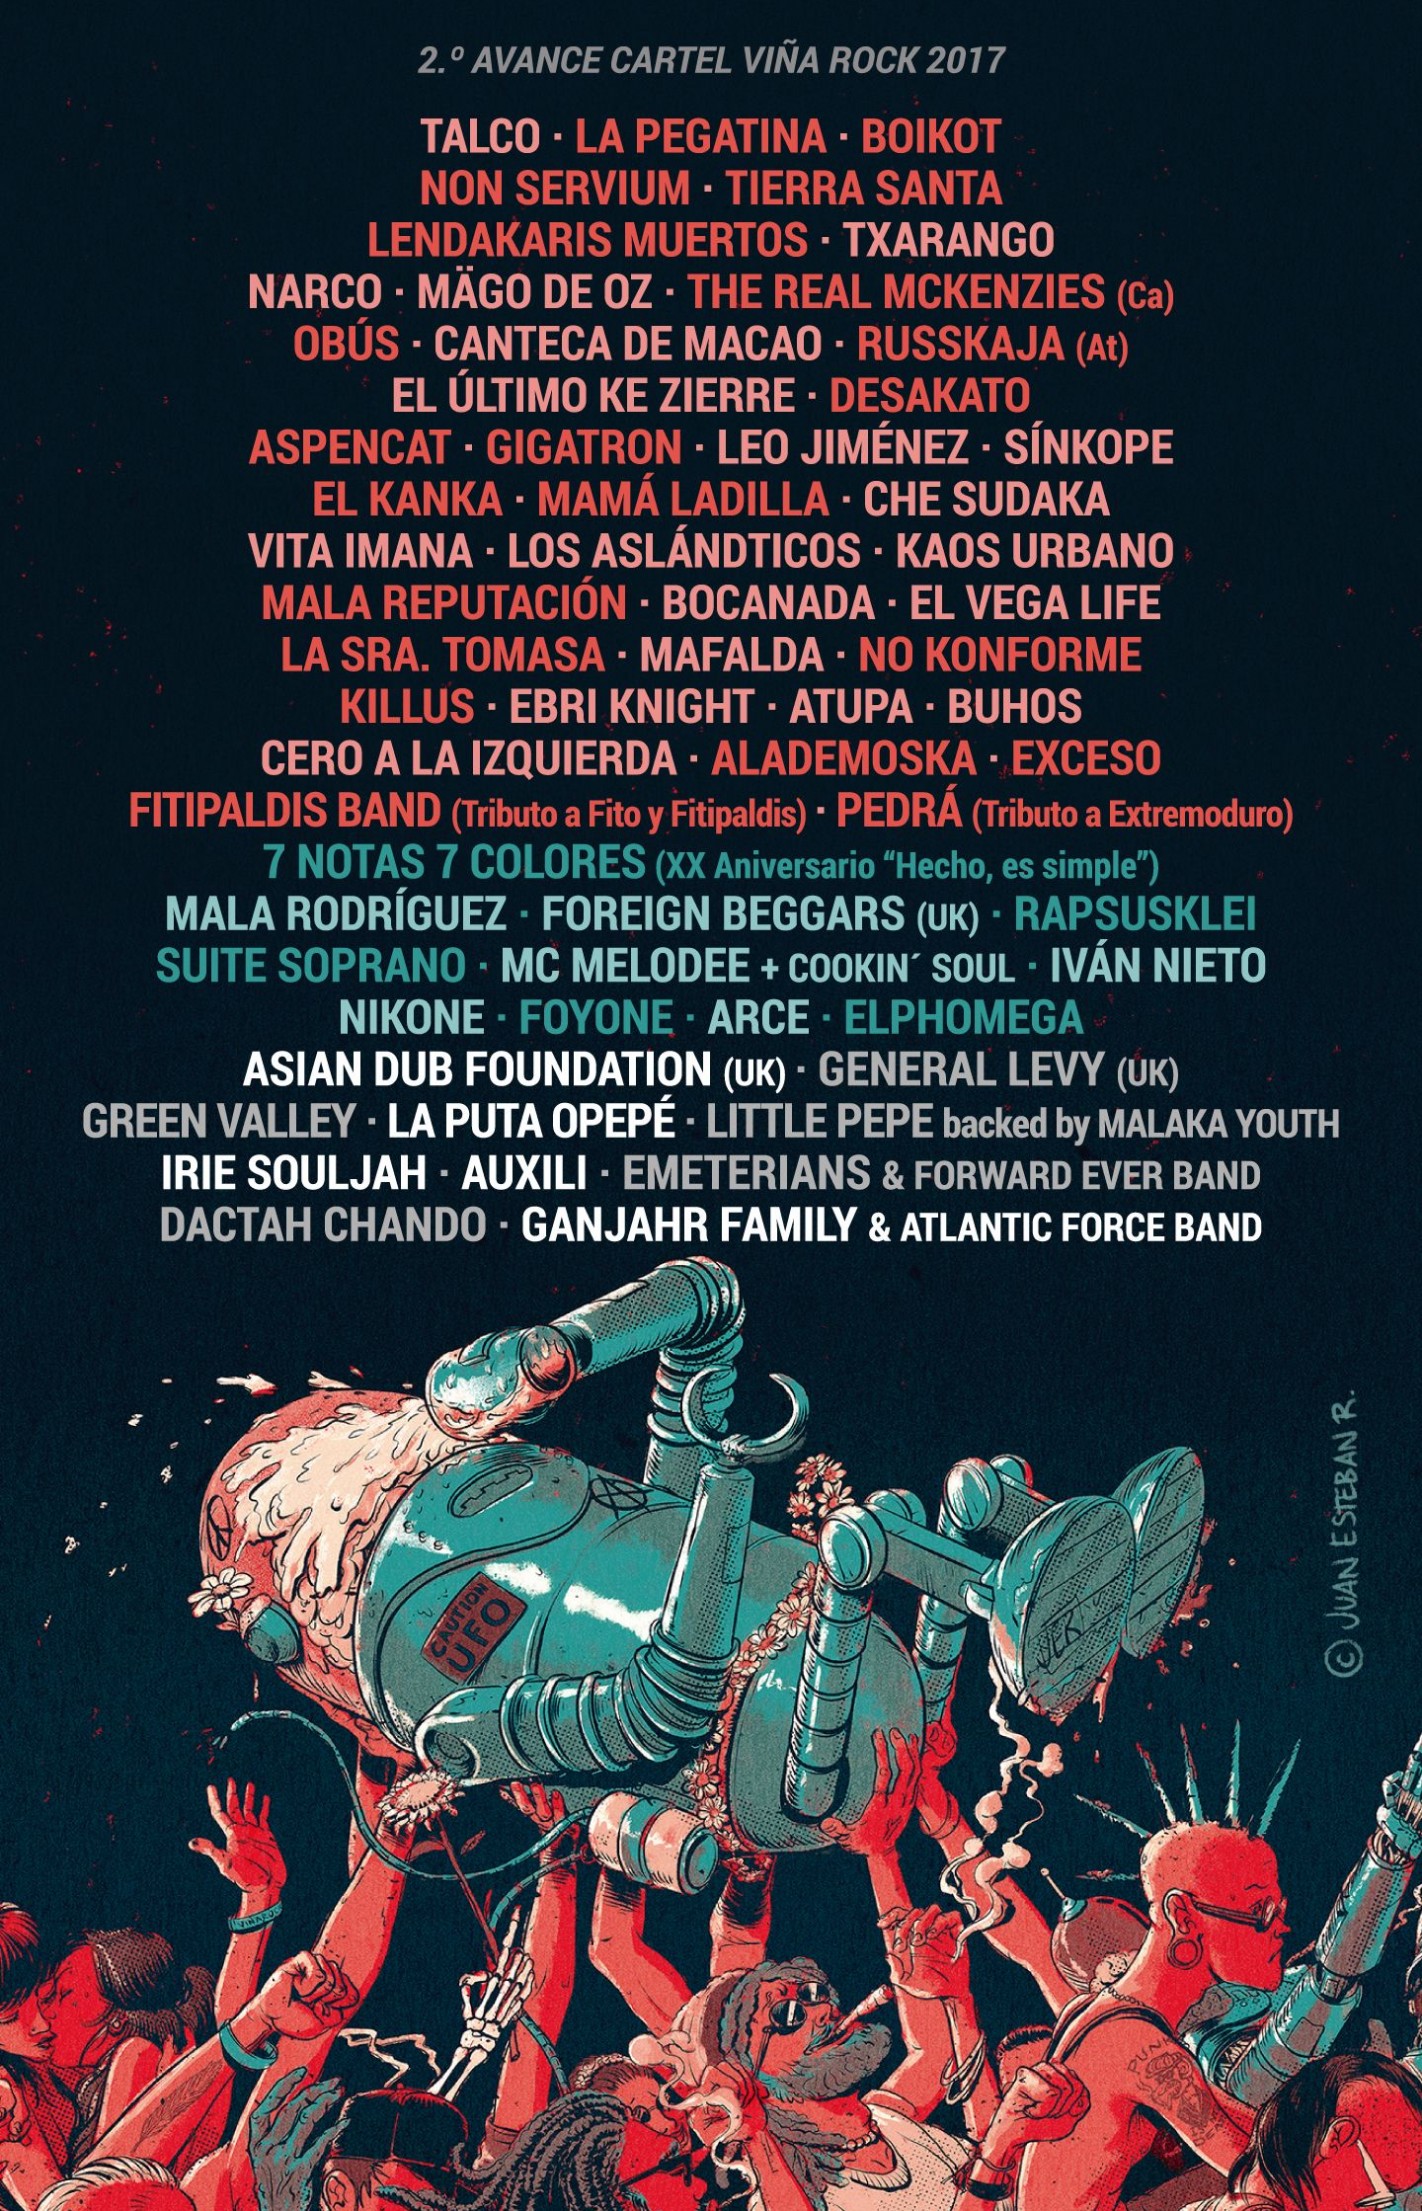 2.º AVANCE CARTEL VIÑA ROCK 2017
TALCO · LA PEGATINA · BOIKOT
NON SERVIUM · TIERRA SANTA
LENDAKARIS MUERTOS · TXARANGO
NARCO · MÄGO DE OZ · THE REAL MCKENZIES (Ca)
OBÚS · CANTECA DE MACAO · RUSSKAJA (At)
EL ÚLTIMO KE ZIERRE · DESAKATO
ASPENCAT · GIGATRON · LEO JIMÉNEZ · SÍNKOPE
EL KANKA · MAMÁ LADILLA · CHE SUDAKA
VITA IMANA · LOS ASLÁNDTICOS · KAOS URBANO
MALA REPUTACIÓN · BOCANADA · EL VEGA LIFE
LA SRA. TOMASA · MAFALDA · NO KONFORME
KILLUS · EBRI KNIGHT · ATUPA · BUHOS
CERO A LA IZQUIERDA · ALADEMOSKA · EXCESO
FITIPALDIS BAND (Tributo a Fito y Fitipaldis) · PEDRÁ (Tributo a Extremoduro)
7 NOTAS 7 COLORES (XX Aniversario “Hecho, es simple”)
MALA RODRÍGUEZ · FOREIGN BEGGARS (UK) · RAPSUSKLEI
SUITE SOPRANO · MC MELODEE + COOKIN´ SOUL · IVÁN NIETO
NIKONE · FOYONE · ARCE · ELPHOMEGA
ASIAN DUB FOUNDATION (UK) · GENERAL LEVY (UK)
GREEN VALLEY · LA PUTA OPEPÉ · LITTLE PEPE backed by MALAKA YOUTH
IRIE SOULJAH · AUXILI · EMETERIANS & FORWARD EVER BAND
DACTAH CHANDO · GANJAHR FAMILY & ATLANTIC FORCE BAND
© JUAN ESTEBAN R.
CAUTION
UFO